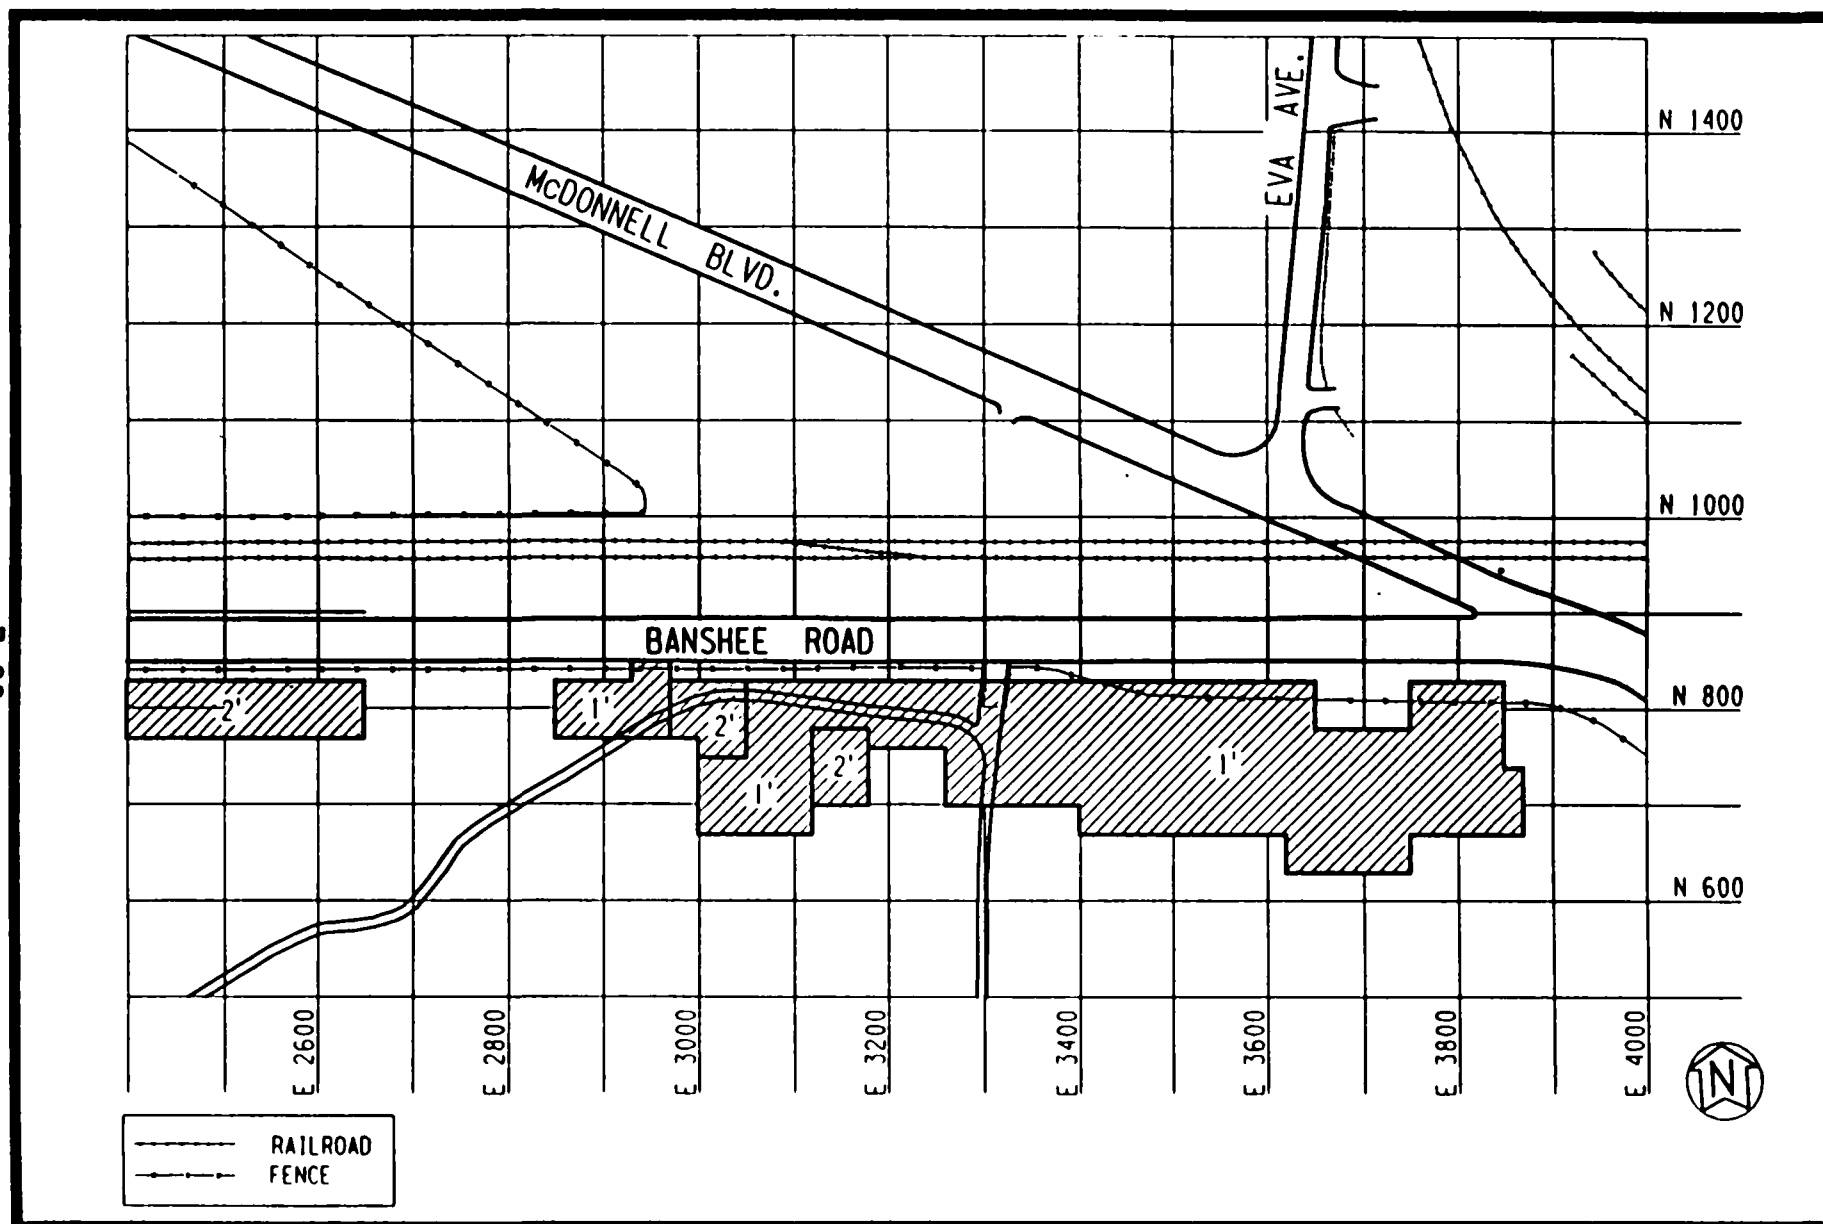 McDONNELL BLVD.
EVA AVE.
N 1400
N 1200
N 1000
BANSHEE ROAD
N 800
2'
1'
2'
1'
2'
1'
N 600
E 2600
E 2800
E 3000
E 3200
E 3400
E 3600
E 3800
E 4000
N
RAILROAD
FENCE